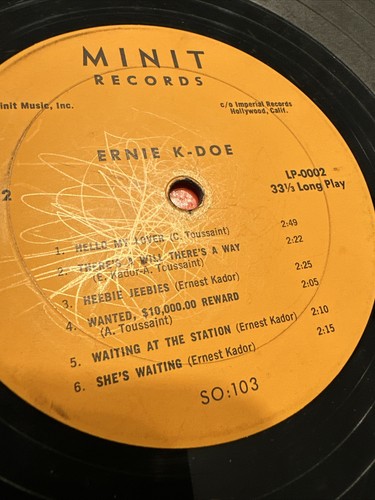 MINIT
RECORDS
init Music, Inc.
c/o Imperial Records
Hollywood, Calif.
ERNIE K-DOE
2
LP-0002
33⅓ Long Play
1. HELLO MY LOVER (C. Toussaint) 2:49
2. THERE'S A WILL THERE'S A WAY 2:22
(E. Kador-A. Toussaint)
3. HEEBIE JEEBIES (Ernest Kador) 2:25
4. WANTED, $10,000.00 REWARD 2:05
(A. Toussaint)
5. WAITING AT THE STATION (Ernest Kador) 2:10
6. SHE'S WAITING (Ernest Kador) 2:15
SO:103